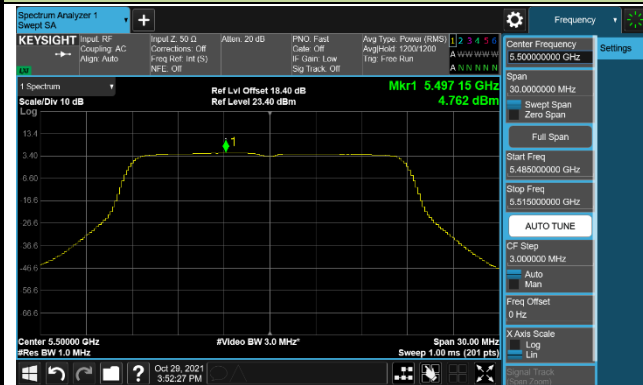 Spectrum Analyzer 1
Swept SA
Frequency
KEYSIGHT
Input: RF
Coupling: AC
Align: Auto
Input Z: 50 Ω
Corrections: Off
Freq Ref: Int (S)
NFE: Off
Atten: 20 dB
PNO: Fast
Gate: Off
IF Gain: Low
Sig Track: Off
Avg Type: Power (RMS)
Avg|Hold: 1200/1200
Trig: Free Run
1 2 3 4 5 6
A W W W W W
A N N N N N
1 Spectrum
Scale/Div 10 dB
Log
Ref Lvl Offset 18.40 dB
Ref Level 23.40 dBm
Mkr1 5.497 15 GHz
4.762 dBm
13.4
3.40
-6.60
-16.6
-26.6
-36.6
-46.6
-56.6
-66.6
1
Center 5.50000 GHz
#Res BW 1.0 MHz
#Video BW 3.0 MHz*
Span 30.00 MHz
Sweep 1.00 ms (201 pts)
Center Frequency
5.500000000 GHz
Span
30.0000000 MHz
Swept Span
Zero Span
Full Span
Start Freq
5.485000000 GHz
Stop Freq
5.515000000 GHz
AUTO TUNE
CF Step
3.000000 MHz
Auto
Man
Freq Offset
0 Hz
X Axis Scale
Log
Lin
Signal Track
(Span Zoom)
Settings
Oct 29, 2021
3:52:27 PM